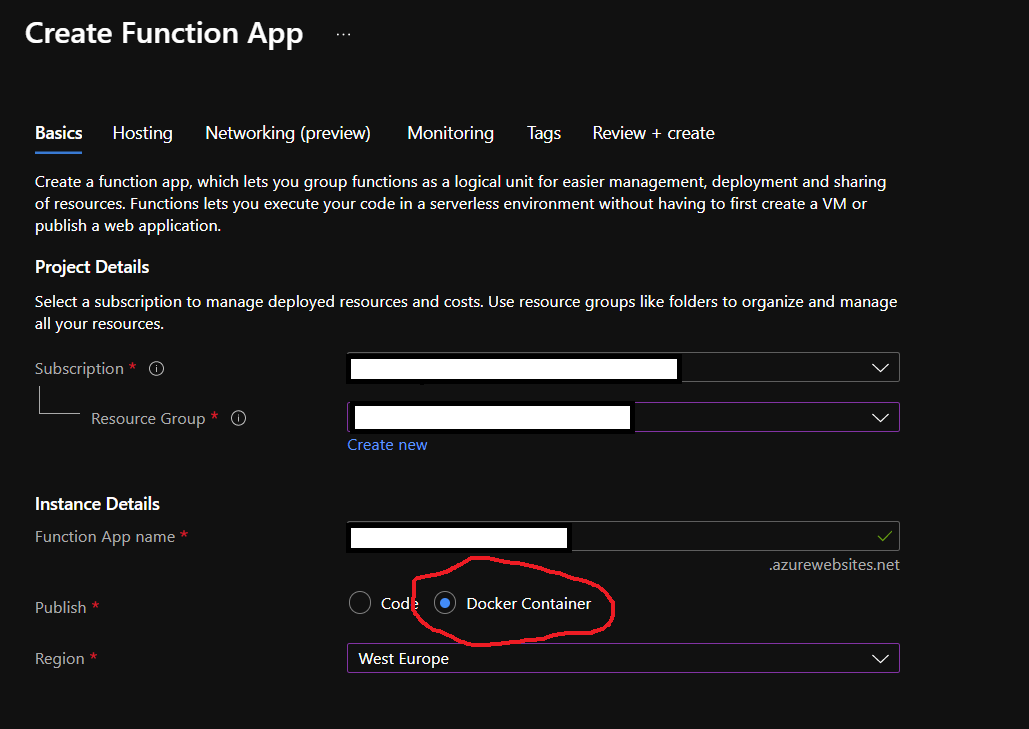 Create Function App ...
Basics Hosting Networking (preview) Monitoring Tags Review + create
Create a function app, which lets you group functions as a logical unit for easier management, deployment and sharing
of resources. Functions lets you execute your code in a serverless environment without having to first create a VM or
publish a web application.
Project Details
Select a subscription to manage deployed resources and costs. Use resource groups like folders to organize and manage
all your resources.
Subscription *
Resource Group *
Create new
Instance Details
Function App name *
.azurewebsites.net
Publish * Code Docker Container
Region * West Europe